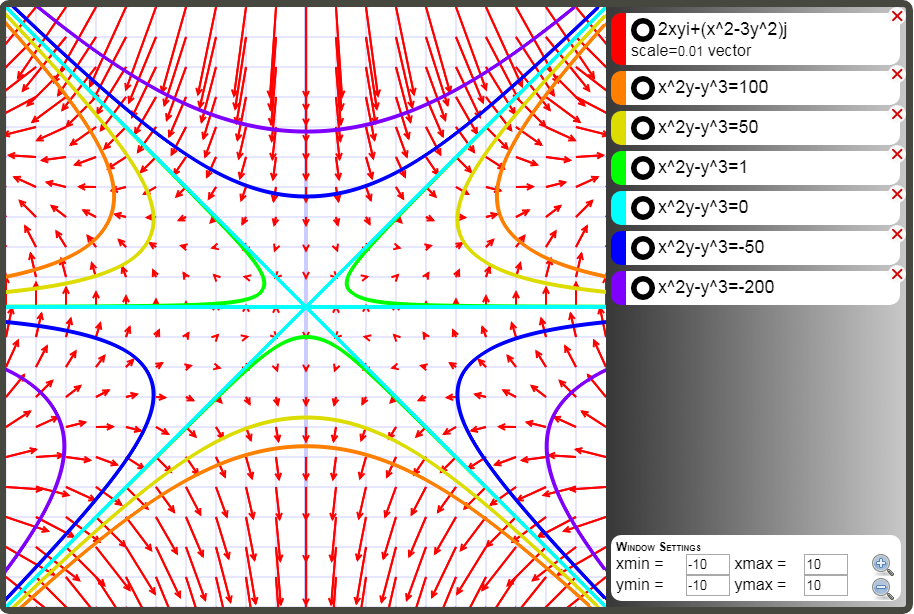 2xyi+(x^2-3y^2)j
scale=0.01 vector
x^2y-y^3=100
x^2y-y^3=50
x^2y-y^3=1
x^2y-y^3=0
x^2y-y^3=-50
x^2y-y^3=-200
Window Settings
xmin = -10 xmax = 10
ymin = -10 ymax = 10